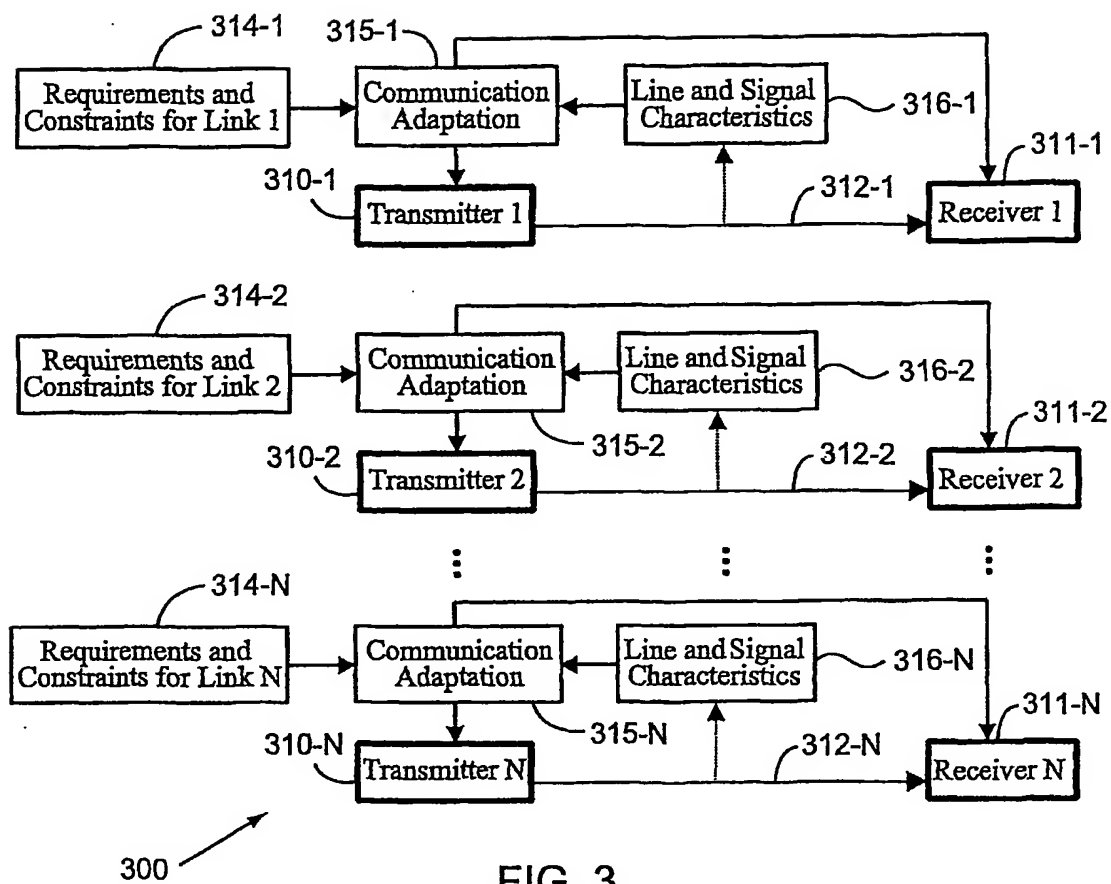 314-1
315-1
Requirements and
Constraints for Link 1
Communication
Adaptation
Line and Signal
Characteristics
316-1
311-1
310-1
Transmitter 1
312-1
Receiver 1
314-2
Requirements and
Constraints for Link 2
Communication
Adaptation
Line and Signal
Characteristics
316-2
311-2
310-2
315-2
312-2
Transmitter 2
Receiver 2
314-N
Requirements and
Constraints for Link N
Communication
Adaptation
Line and Signal
Characteristics
316-N
311-N
310-N
315-N
312-N
Transmitter N
Receiver N
300
FIG. 3